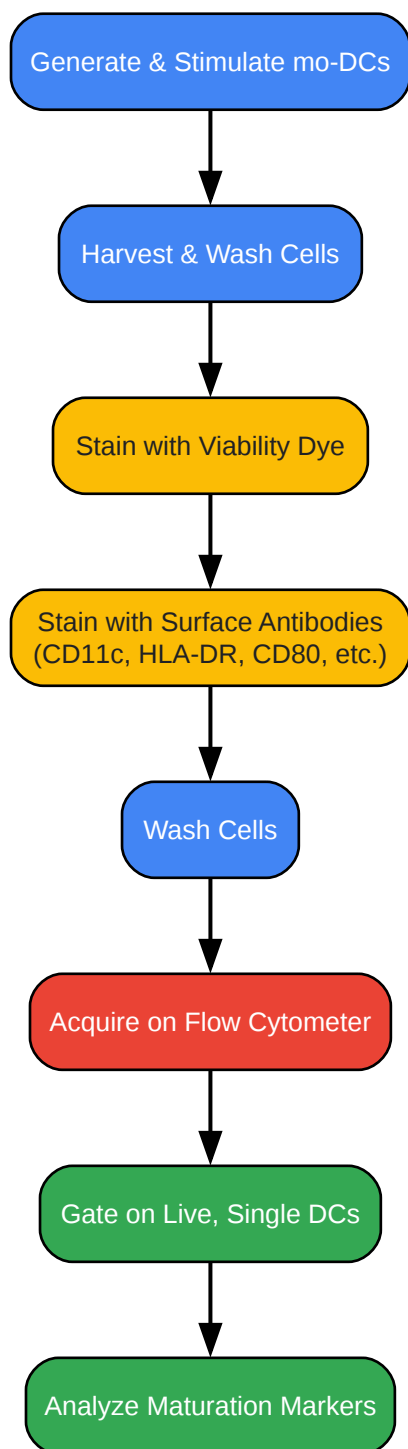 Generate & Stimulate mo-DCs
Harvest & Wash Cells
Stain with Viability Dye
Stain with Surface Antibodies
(CD11c, HLA-DR, CD80, etc.)
Wash Cells
Acquire on Flow Cytometer
Gate on Live, Single DCs
Analyze Maturation Markers